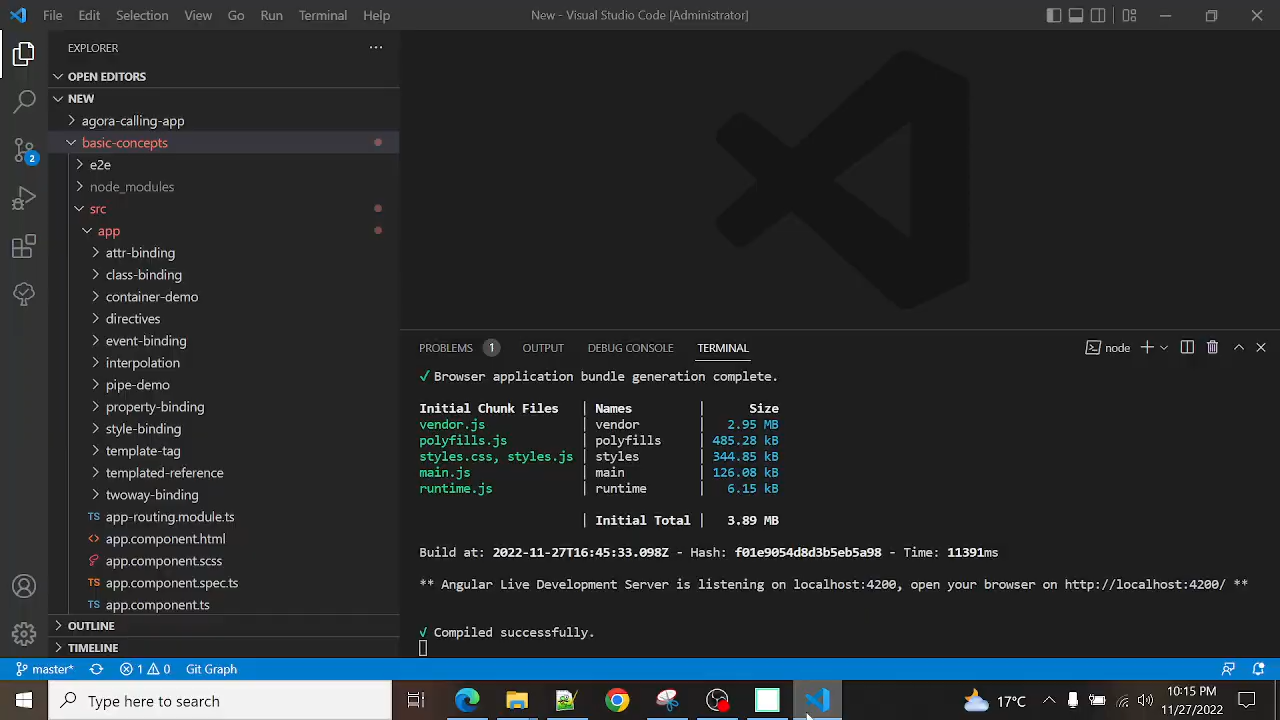 File Edit Selection View Go Run Terminal Help
New - Visual Studio Code [Administrator]
EXPLORER
OPEN EDITORS
NEW
agora-calling-app
basic-concepts
e2e
node_modules
src
app
attr-binding
class-binding
container-demo
directives
event-binding
interpolation
pipe-demo
property-binding
style-binding
template-tag
templated-reference
twoway-binding
TS app-routing.module.ts
<> app.component.html
app.component.scss
TS app.component.spec.ts
TS app.component.ts
OUTLINE
TIMELINE
2
PROBLEMS 1 OUTPUT DEBUG CONSOLE TERMINAL
node
√ Browser application bundle generation complete.
Initial Chunk Files | Names | Size
vendor.js | vendor | 2.95 MB
polyfills.js | polyfills | 485.28 kB
styles.css, styles.js | styles | 344.85 kB
main.js | main | 126.08 kB
runtime.js | runtime | 6.15 kB
| Initial Total | 3.89 MB
Build at: 2022-11-27T16:45:33.098Z - Hash: f01e9054d8d3b5eb5a98 - Time: 11391ms
** Angular Live Development Server is listening on localhost:4200, open your browser on http://localhost:4200/ **
√ Compiled successfully.
master* 1 0 Git Graph
Type here to search
17°C
10:15 PM
11/27/2022